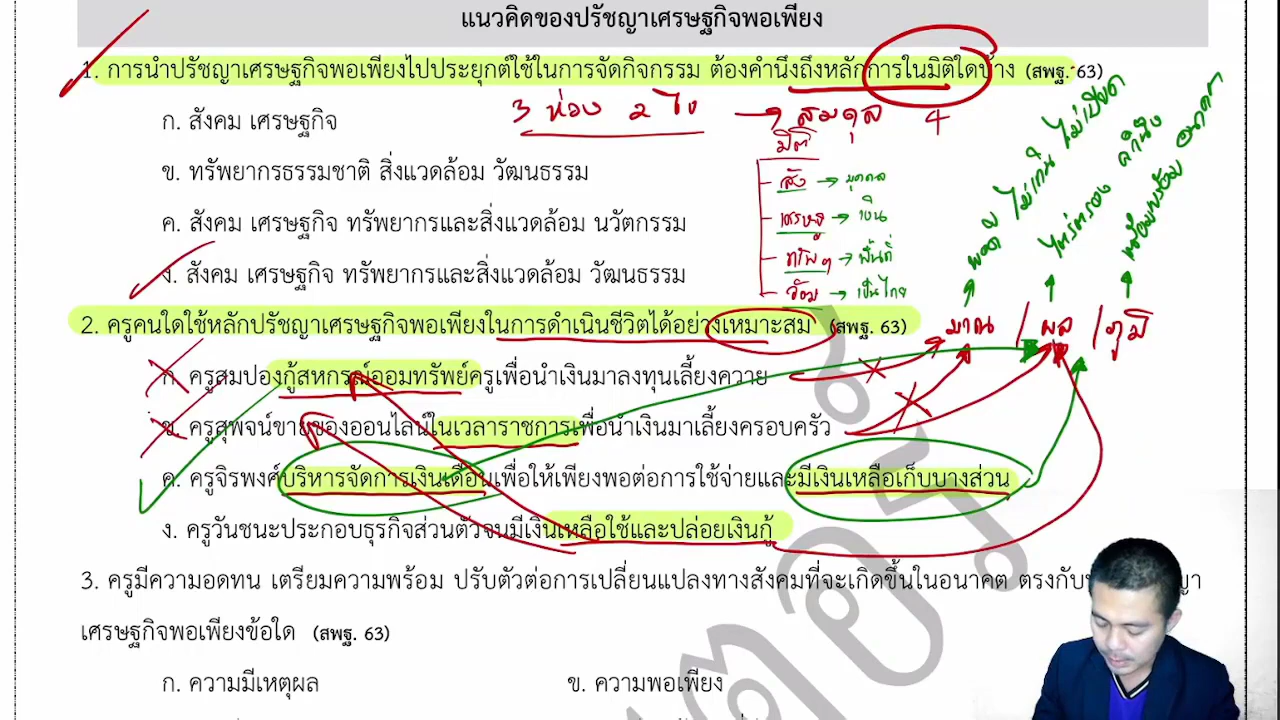 แนวคิดของปรัชญาเศรษฐกิจพอเพียง
1. การนำปรัชญาเศรษฐกิจพอเพียงไปประยุกต์ใช้ในการจัดกิจกรรม ต้องคำนึงถึงหลักการในมิติใดบ้าง (สพฐ. 63)
3 ห่วง 2 ไข → สมดุล 4
ก. สังคม เศรษฐกิจ
มิติ
ข. ทรัพยากรธรรมชาติ สิ่งแวดล้อม วัฒนธรรม
สัง → บุคคล
ค. สังคม เศรษฐกิจ ทรัพยากรและสิ่งแวดล้อม นวัตกรรม
เศรษฐ → เงิน
ทรัพฯ → พื้นที่
ง. สังคม เศรษฐกิจ ทรัพยากรและสิ่งแวดล้อม วัฒนธรรม
→ เป็นไทย
พอดี ไม่เกิน ไม่เบียด
ไตร่ตรอง
อนาคต
2. ครูคนใดใช้หลักปรัชญาเศรษฐกิจพอเพียงในการดำเนินชีวิตได้อย่างเหมาะสม (สพฐ. 63)
มาณ / ผล / ภูมิ
ก. ครูสมปองกู้สหกรณ์ออมทรัพย์ครูเพื่อนำเงินมาลงทุนเลี้ยงควาย
ข. ครูสุพจน์ขายของออนไลน์ในเวลาราชการเพื่อนำเงินมาเลี้ยงครอบครัว
ค. ครูจิรพงศ์บริหารจัดการเงินเดือนเพื่อให้เพียงพอต่อการใช้จ่ายและมีเงินเหลือเก็บบางส่วน
ง. ครูวันชนะประกอบธุรกิจส่วนตัวจนมีเงินเหลือใช้และปล่อยเงินกู้
3. ครูมีความอดทน เตรียมความพร้อม ปรับตัวต่อการเปลี่ยนแปลงทางสังคมที่จะเกิดขึ้นในอนาคต ตรงกับ
เศรษฐกิจพอเพียงข้อใด (สพฐ. 63)
ก. ความมีเหตุผล
ข. ความพอเพียง